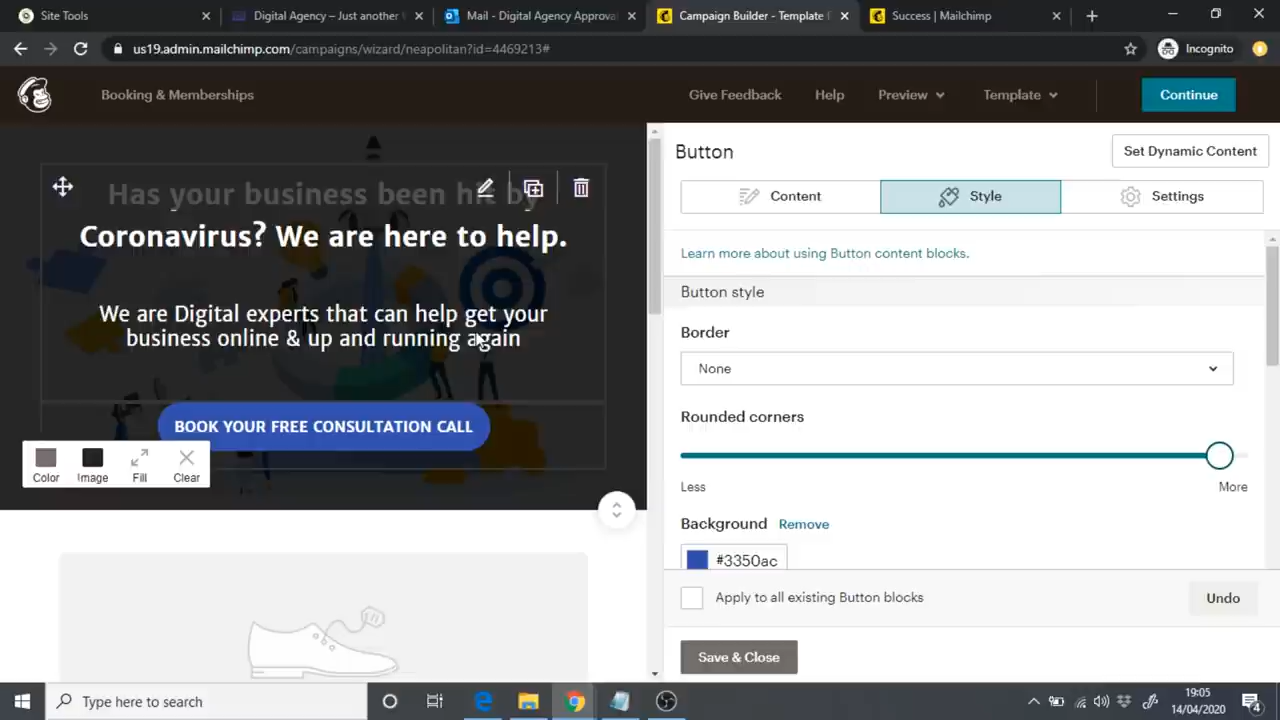 Site Tools
Digital Agency – Just another
Mail - Digital Agency Approval
Campaign Builder - Template
Success | Mailchimp
us19.admin.mailchimp.com/campaigns/wizard/neapolitan?id=4469213#
Incognito
Booking & Memberships
Give Feedback
Help
Preview
Template
Continue
Has your business been hit by
Coronavirus? We are here to help.
We are Digital experts that can help get your
business online & up and running again
BOOK YOUR FREE CONSULTATION CALL
Color
Image
Fill
Clear
Button
Set Dynamic Content
Content
Style
Settings
Learn more about using Button content blocks.
Button style
Border
None
Rounded corners
Less
More
Background
Remove
#3350ac
Apply to all existing Button blocks
Undo
Save & Close
Type here to search
19:05
14/04/2020
4